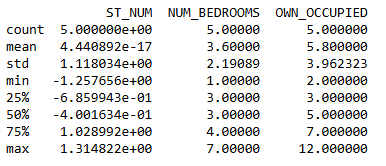 ST_NUM NUM_BEDROOMS OWN_OCCUPIED
count 5.000000e+00 5.00000 5.000000
mean 4.440892e-17 3.60000 5.800000
std 1.118034e+00 2.19089 3.962323
min -1.257656e+00 1.00000 2.000000
25% -6.859943e-01 3.00000 3.000000
50% -4.001634e-01 3.00000 5.000000
75% 1.028992e+00 4.00000 7.000000
max 1.314822e+00 7.00000 12.000000